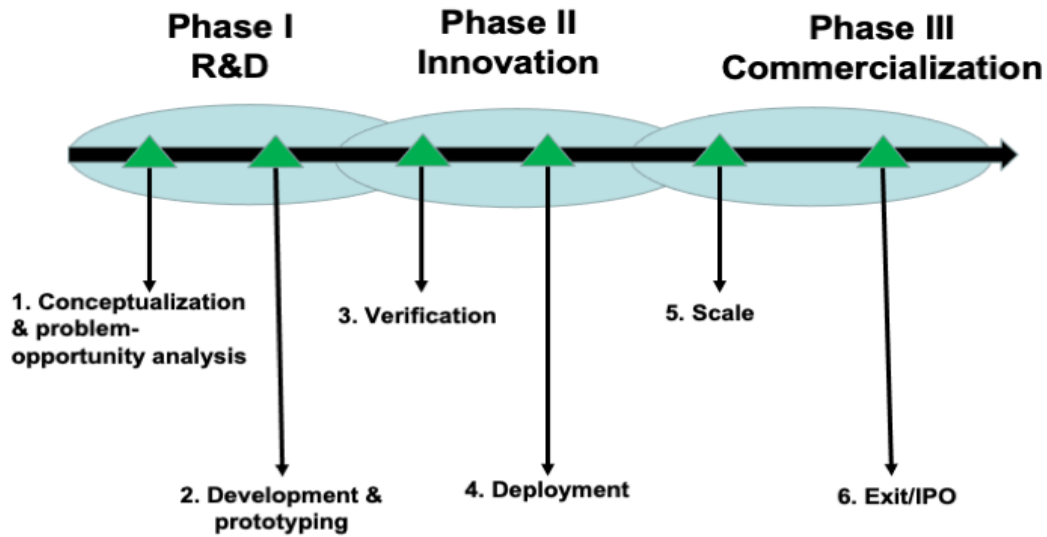 Phase I
R&D
Phase II
Innovation
Phase III
Commercialization
1. Conceptualization
& problem-
opportunity analysis
2. Development &
prototyping
3. Verification
4. Deployment
5. Scale
6. Exit/IPO